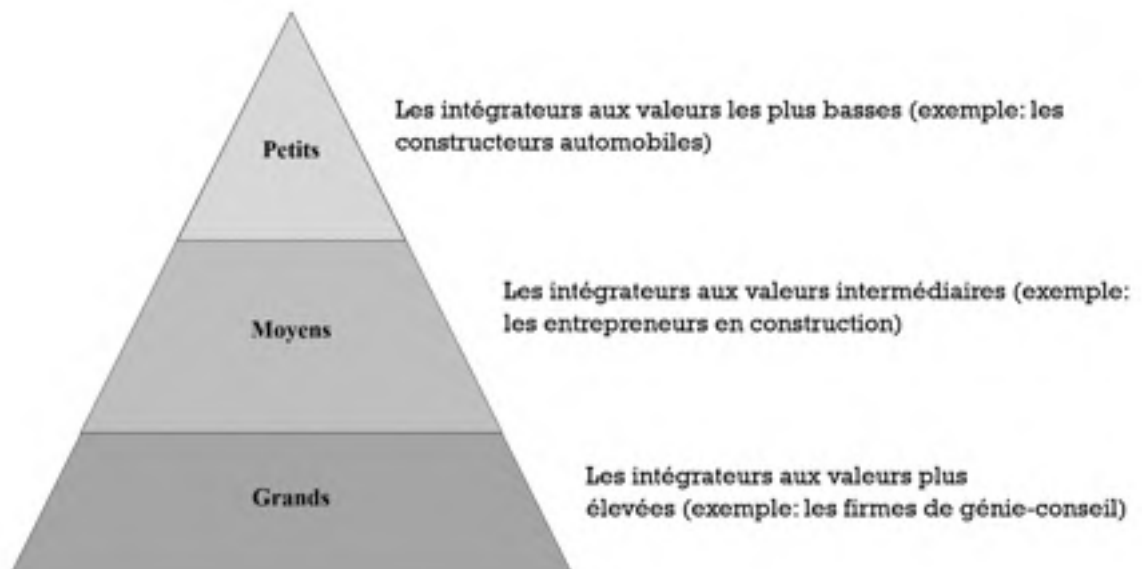 Petits
Les intégrateurs aux valeurs les plus basses (exemple: les
constructeurs automobiles)
Moyens
Les intégrateurs aux valeurs intermédiaires (exemple:
les entrepreneurs en construction)
Grands
Les intégrateurs aux valeurs plus
élevées (exemple: les firmes de génie-conseil)